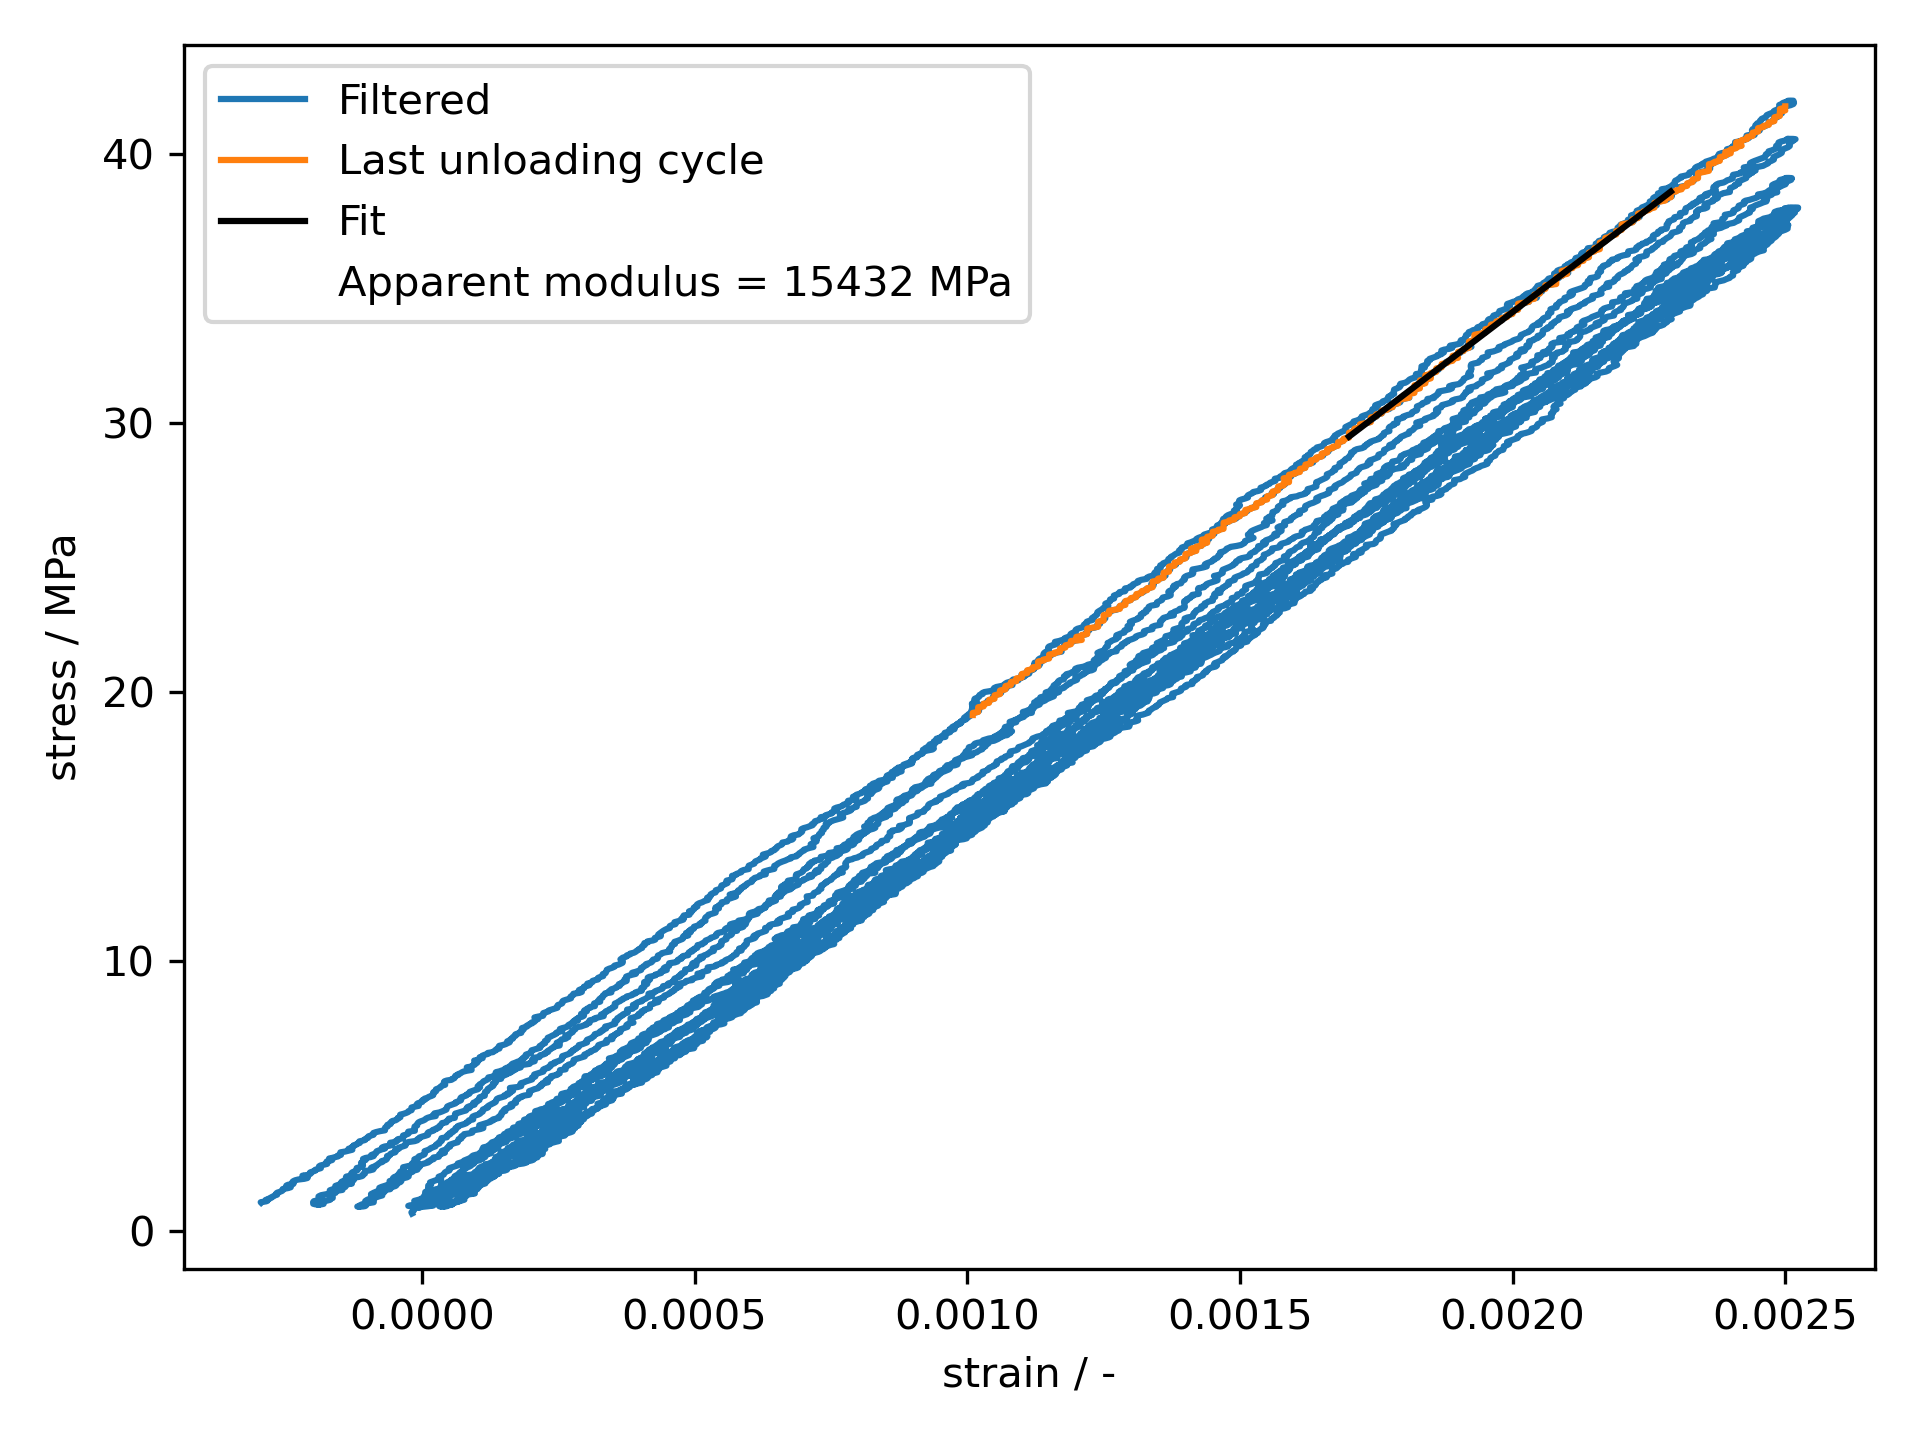 Filtered
Last unloading cycle
Fit
Apparent modulus = 15432 MPa
40
30
20
10
0
stress / MPa
0.0000 0.0005 0.0010 0.0015 0.0020 0.0025
strain / -